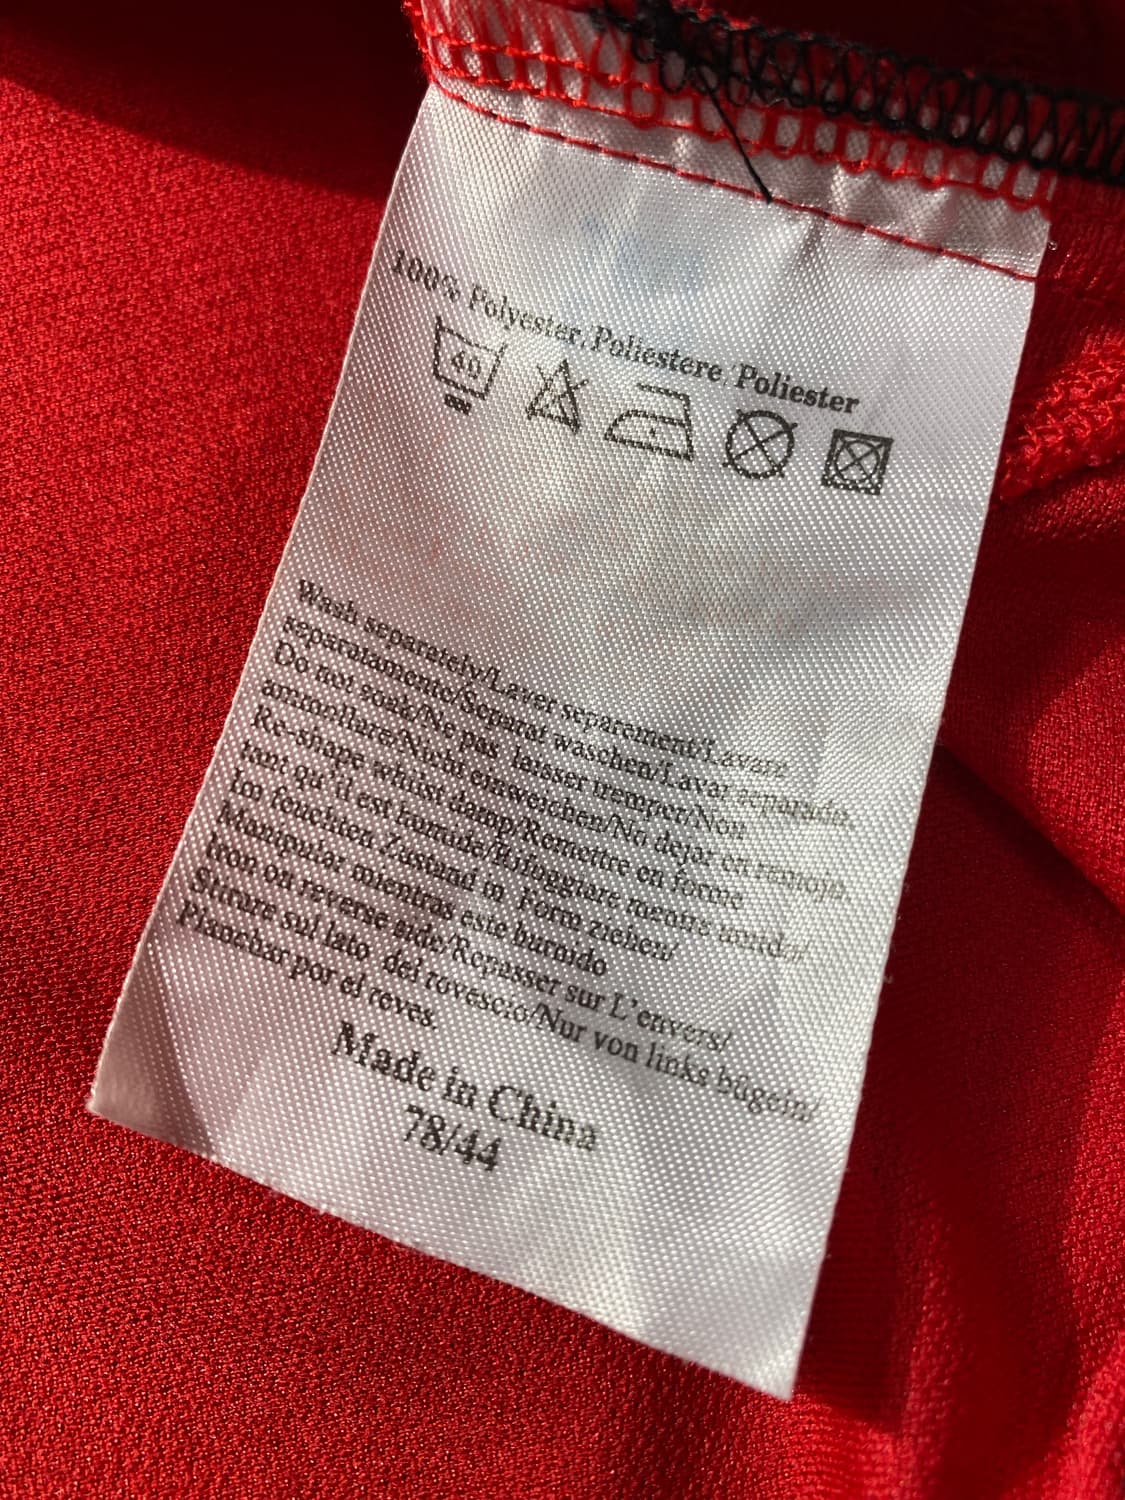 100% Polyester, Poliestere, Poliester
40
Wash separately/Laver separement/Lavare
separatamente/Separat waschen/Lavar separado
Do not soak/Ne pas laisser tremper/Non
ammollare/Nicht einweichen/No dejar en remojo
Re-shape whilst damp/Remettre en forme
tant qu'il est humide/Rifoggiare mentre umido/
Im feuchten Zustand in Form ziehen/
Manipular mientras este humido
Iron on reverse side/Repasser sur L'envers/
Stirare sul lato del rovescio/Nur von links bügeln/
Planchar por el reves.
Made in China
78/44